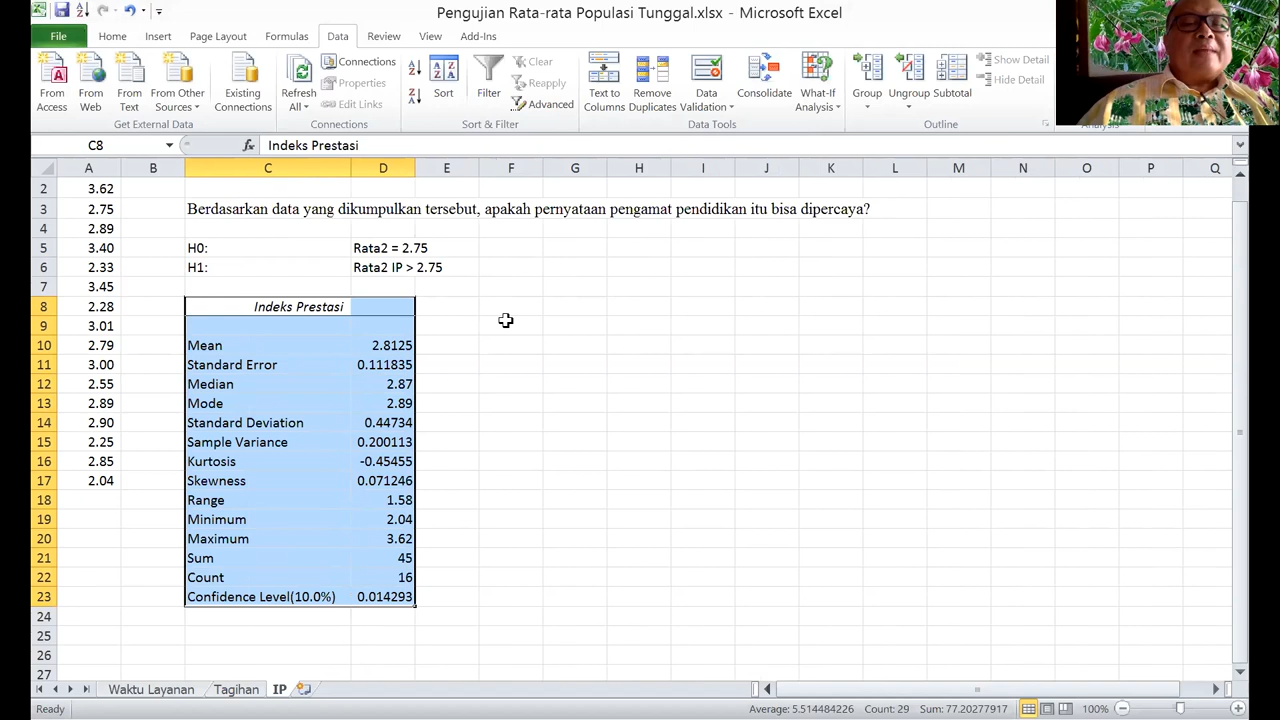 Pengujian Rata-rata Populasi Tunggal.xlsx - Microsoft Excel
File Home Insert Page Layout Formulas Data Review View Add-Ins
From Access
From Web
From Text
From Other Sources
Existing Connections
Get External Data
Refresh All
Connections
Properties
Edit Links
Connections
Sort
Filter
Clear
Reapply
Advanced
Sort & Filter
Text to Columns
Remove Duplicates
Data Validation
Consolidate
What-If Analysis
Data Tools
Group
Ungroup
Subtotal
Show Detail
Hide Detail
Outline
C8 fx Indeks Prestasi
A B C D E F G H I J K L M N O P Q
2 3.62
3 2.75 Berdasarkan data yang dikumpulkan tersebut, apakah pernyataan pengamat pendidikan itu bisa dipercaya?
4 2.89
5 3.40 H0: Rata2 = 2.75
6 2.33 H1: Rata2 IP > 2.75
7 3.45
8 2.28 Indeks Prestasi
9 3.01
10 2.79 Mean 2.8125
11 3.00 Standard Error 0.111835
12 2.55 Median 2.87
13 2.89 Mode 2.89
14 2.90 Standard Deviation 0.44734
15 2.25 Sample Variance 0.200113
16 2.85 Kurtosis -0.45455
17 2.04 Skewness 0.071246
18 Range 1.58
19 Minimum 2.04
20 Maximum 3.62
21 Sum 45
22 Count 16
23 Confidence Level(10.0%) 0.014293
24
25
26
27
Waktu Layanan Tagihan IP
Ready Average: 5.514484226 Count: 29 Sum: 77.20277917 100%